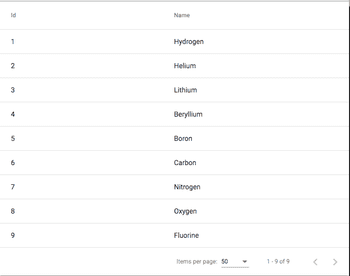 Id Name
1 Hydrogen
2 Helium
3 Lithium
4 Beryllium
5 Boron
6 Carbon
7 Nitrogen
8 Oxygen
9 Fluorine
Items per page: 50 1 - 9 of 9